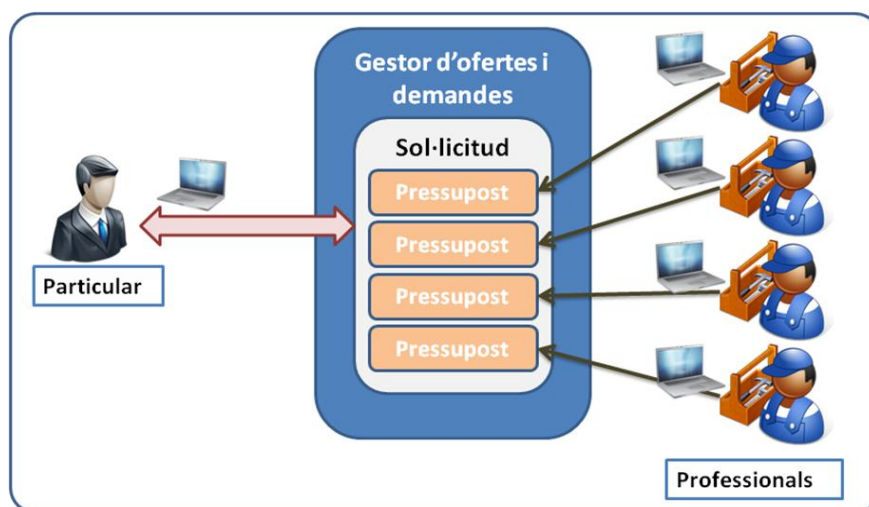 Gestor d'ofertes i
demandes
Sol·licitud
Pressupost
Pressupost
Pressupost
Pressupost
Particular
Professionals